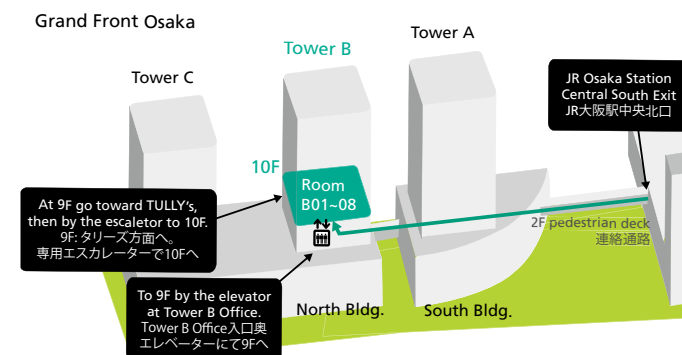 Grand Front Osaka
Tower A
Tower B
Tower C
JR Osaka Station
Central South Exit
JR大阪駅中央北口
10F
Room
B01~08
At 9F go toward TULLY's,
then by the escaletor to 10F.
9F: タリーズ方面へ。
専用エスカレーターで10Fへ
2F pedestrian deck
連絡通路
To 9F by the elevator
at Tower B Office.
Tower B Office入口奥
エレベーターにて9Fへ
North Bldg.
South Bldg.